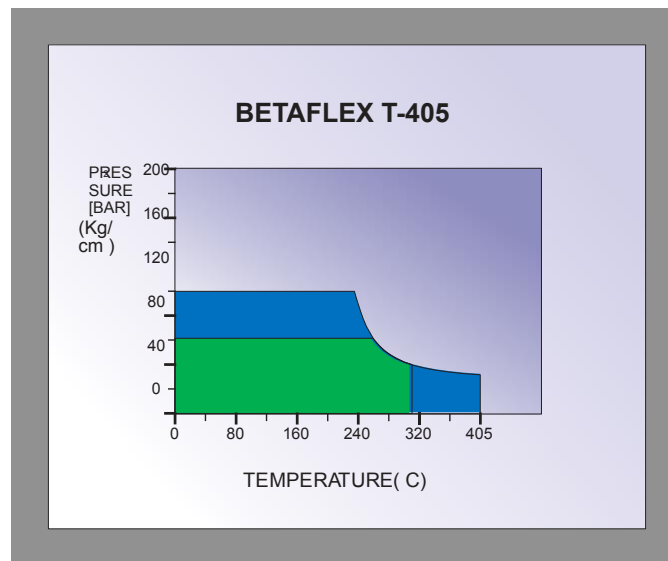 BETAFLEX T-405
PRES
SURE
[BAR]
(Kg/
cm )
200
160
120
80
40
0
0 80 160 240 320 405
TEMPERATURE( C)